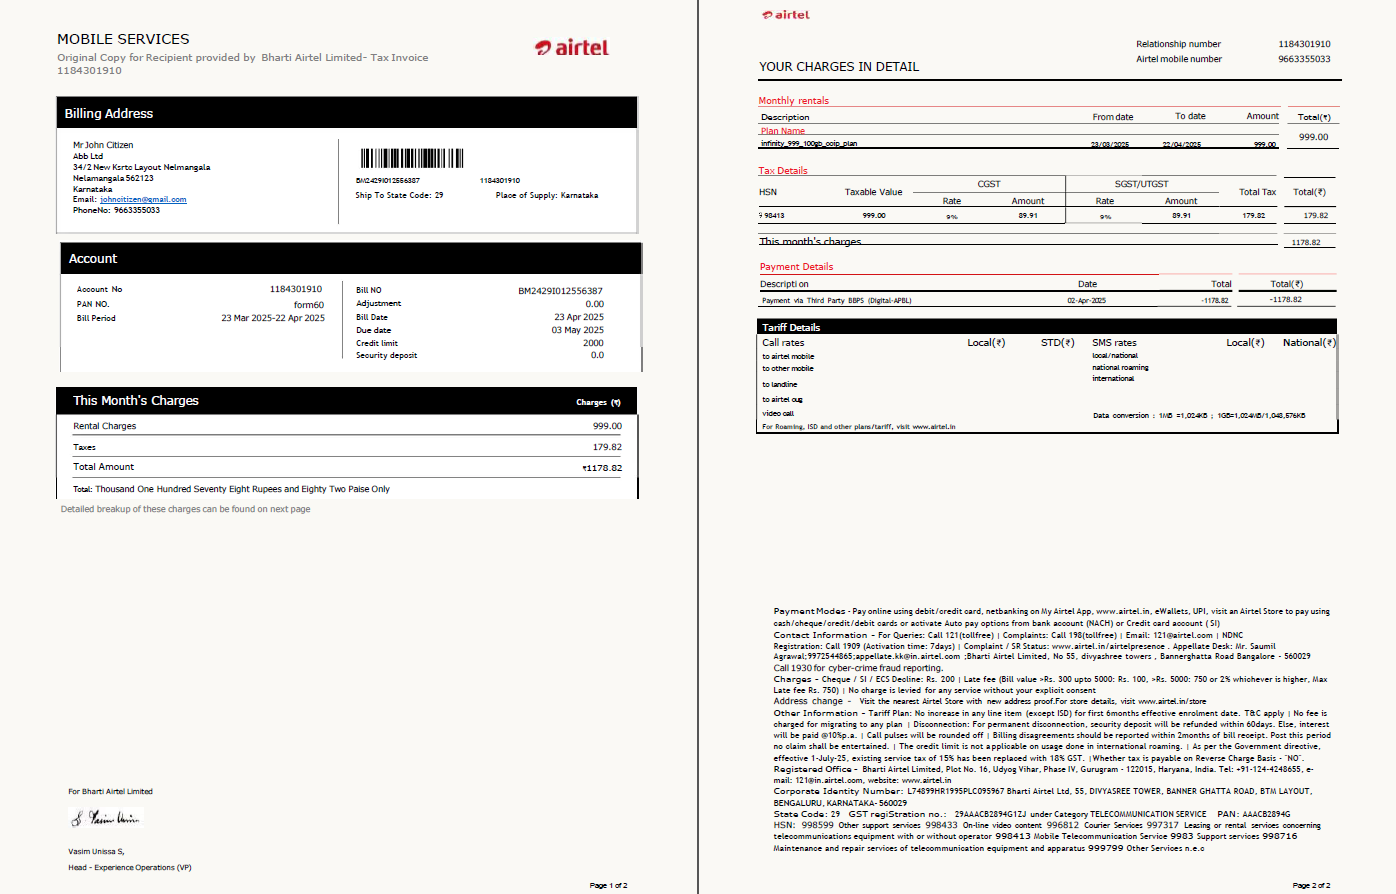 MOBILE SERVICES
airtel
Original Copy for Recipient provided by Bharti Airtel Limited- Tax Invoice
1184301910
Billing Address
Mr John Citizen
Abb Ltd
34/2 New Ksrtc Layout Nelmangala
Nelamangala 562123
Karnataka
Email: johncitizen@gmail.com
PhoneNo: 9663355033
BM2429I012556387 1184301910
Ship To State Code: 29 Place of Supply: Karnataka
Account
Account No 1184301910
PAN NO. form60
Bill Period 23 Mar 2025-22 Apr 2025
Bill NO BM2429I012556387
Adjustment 0.00
Bill Date 23 Apr 2025
Due date 03 May 2025
Credit limit 2000
Security deposit 0.0
This Month's Charges Charges (₹)
Rental Charges 999.00
Taxes 179.82
Total Amount ₹1178.82
Total: Thousand One Hundred Seventy Eight Rupees and Eighty Two Paise Only
Detailed breakup of these charges can be found on next page
For Bharti Airtel Limited
Vasim Unissa S,
Head - Experience Operations (VP)
Page 1 of 2
airtel
Relationship number 1184301910
Airtel mobile number 9663355033
YOUR CHARGES IN DETAIL
Monthly rentals
Description From date To date Amount Total(₹)
Plan Name
infinity_999_100gb_ooip_plan 23/03/2025 22/04/2025 999.00 999.00
Tax Details
HSN Taxable Value CGST SGST/UTGST Total Tax Total(₹)
Rate Amount Rate Amount
9 98413 999.00 9% 89.91 9% 89.91 179.82 179.82
This month's charges 1178.82
Payment Details
Description Date Total Total(₹)
Payment via Third Party BBPS (Digital-APBL) 02-Apr-2025 -1178.82 -1178.82
Tariff Details
Call rates Local(₹) STD(₹) SMS rates Local(₹) National(₹)
to airtel mobile
to other mobile
to landline
to airtel cug
video call
local/national
national roaming
international
Data conversion : 1MB =1,024KB ; 1GB=1,024MB/1,048,576KB
For Roaming, ISD and other plans/tariff, visit www.airtel.in
Payment Modes - Pay online using debit/credit card, netbanking on My Airtel App, www.airtel.in, eWallets, UPI, visit an Airtel Store to pay using
cash/cheque/credit/debit cards or activate Auto pay options from bank account (NACH) or Credit card account ( SI)
Contact Information - For Queries: Call 121(tollfree) | Complaints: Call 198(tollfree) | Email: 121@airtel.com | NDNC
Registration: Call 1909 (Activation time: 7days) | Complaint / SR Status: www.airtel.in/airtelpresence . Appellate Desk: Mr. Saumil
Agrawal;9972544865;appellate.kk@in.airtel.com ;Bharti Airtel Limited, No 55, divyashree towers , Bannerghatta Road Bangalore - 560029
Call 1930 for cyber-crime fraud reporting.
Charges - Cheque / SI / ECS Decline: Rs. 200 | Late fee (Bill value >Rs. 300 upto 5000: Rs. 100, >Rs. 5000: 750 or 2% whichever is higher, Max
Late fee Rs. 750) | No charge is levied for any service without your explicit consent
Address change - Visit the nearest Airtel Store with new address proof.For store details, visit www.airtel.in/store
Other Information - Tariff Plan: No increase in any line item (except ISD) for first 6months effective enrolment date. T&C apply | No fee is
charged for migrating to any plan | Disconnection: For permanent disconnection, security deposit will be refunded within 60days. Else, interest
will be paid @10%p.a. | Call pulses will be rounded off | Billing disagreements should be reported within 2months of bill receipt. Post this period
no claim shall be entertained. | The credit limit is not applicable on usage done in international roaming. | As per the Government directive,
effective 1-July-25, existing service tax of 15% has been replaced with 18% GST. |Whether tax is payable on Reverse Charge Basis - "NO".
Registered Office - Bharti Airtel Limited, Plot No. 16, Udyog Vihar, Phase IV, Gurugram - 122015, Haryana, India. Tel: +91-124-4248655, e-
mail: 121@in.airtel.com, website: www.airtel.in
Corporate Identity Number: L74899HR1995PLC095967 Bharti Airtel Ltd, 55, DIVYASREE TOWER, BANNER GHATTA ROAD, BTM LAYOUT,
BENGALURU, KARNATAKA- 560029
State Code: 29 GST regiStration no.: 29AAACB2894G1ZJ under Category TELECOMMUNICATION SERVICE PAN: AAACB2894G
HSN: 998599 Other support services 998433 On-line video content 996812 Courier Services 997317 Leasing or rental services concerning
telecommunications equipment with or without operator 998413 Mobile Telecommunication Service 9983 Support services 998716
Maintenance and repair services of telecommunication equipment and apparatus 999799 Other Services n.e.c
Page 2 of 2